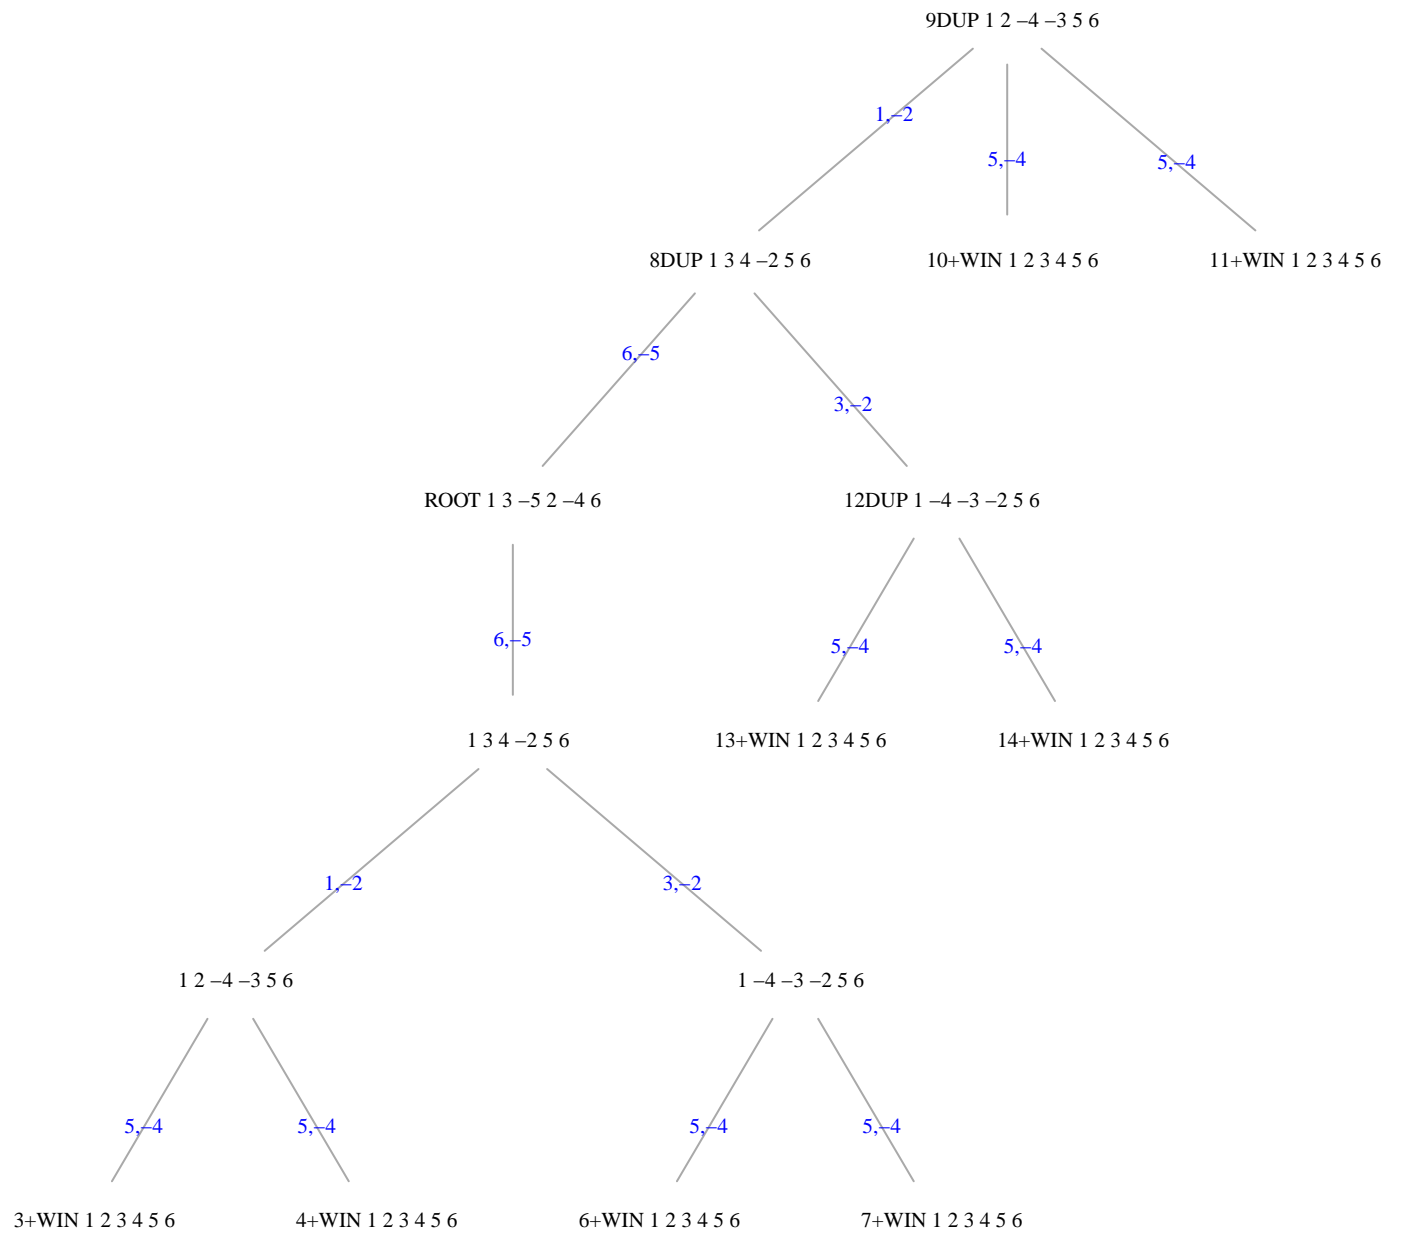 9DUP 1 2 –4 –3 5 6
1,–2
5,–4
5,–4
8DUP 1 3 4 –2 5 6
10+WIN 1 2 3 4 5 6
11+WIN 1 2 3 4 5 6
6,–5
3,–2
ROOT 1 3 –5 2 –4 6
12DUP 1 –4 –3 –2 5 6
6,–5
5,–4
5,–4
1 3 4 –2 5 6
13+WIN 1 2 3 4 5 6
14+WIN 1 2 3 4 5 6
1,–2
3,–2
1 2 –4 –3 5 6
1 –4 –3 –2 5 6
5,–4
5,–4
5,–4
5,–4
3+WIN 1 2 3 4 5 6
4+WIN 1 2 3 4 5 6
6+WIN 1 2 3 4 5 6
7+WIN 1 2 3 4 5 6